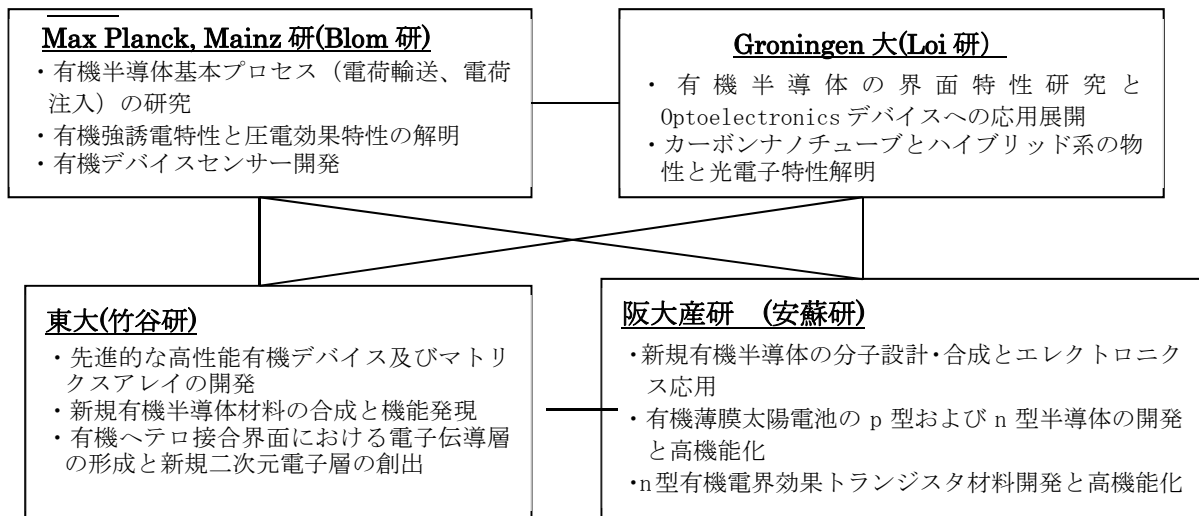 Max Planck, Mainz 研(Blom 研)
・有機半導体基本プロセス（電荷輸送、電荷
注入）の研究
・有機強誘電特性と圧電効果特性の解明
・有機デバイスセンサー開発
Groningen 大(Loi 研）
・有機半導体の界面特性研究と
Optoelectronics デバイスへの応用展開
・カーボンナノチューブとハイブリッド系の物
性と光電子特性解明
東大(竹谷研)
・先進的な高性能有機デバイス及びマトリ
クスアレイの開発
・新規有機半導体材料の合成と機能発現
・有機ヘテロ接合界面における電子伝導層
の形成と新規二次元電子層の創出
阪大産研　(安蘇研)
・新規有機半導体の分子設計・合成とエレクトロニク
ス応用
・有機薄膜太陽電池の p 型および n 型半導体の開発
と高機能化
・n型有機電界効果トランジスタ材料開発と高機能化